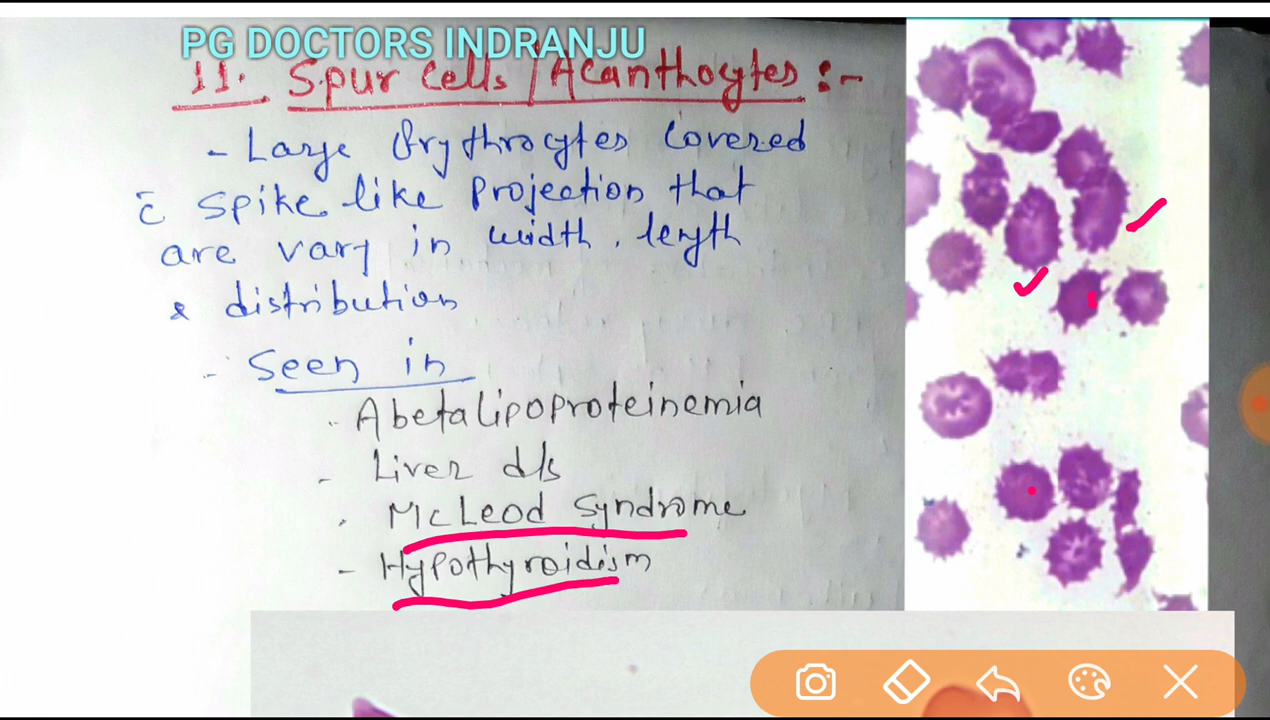 PG DOCTORS INDRANJU
11. Spur cells / Acanthocytes :-
- Large Erythrocytes Covered
c̄ spike like Projection that
are vary in width, length
& distribution
- Seen in
- Abetalipoproteinemia
- Liver d/s
- McLeod Syndrome
- Hypothyroidism